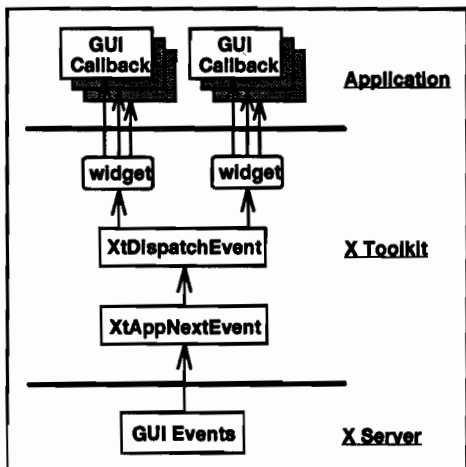 GUI
Callback
GUI
Callback
Application
widget
widget
XtDispatchEvent
X Toolkit
XtAppNextEvent
GUI Events
X Server